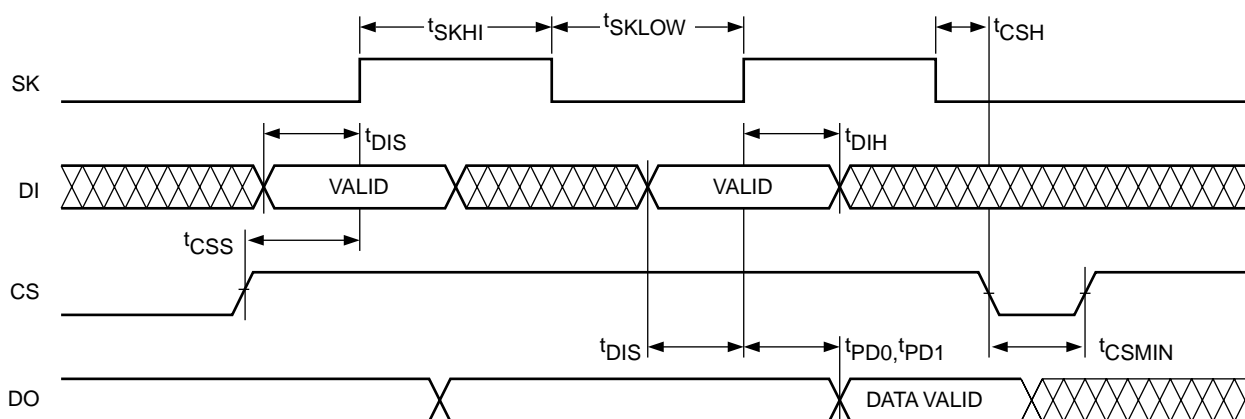 tSKHI
tSKLOW
tCSH
SK
tDIS
tDIH
DI
VALID
VALID
tCSS
CS
tDIS
tPD0,tPD1
tCSMIN
DO
DATA VALID